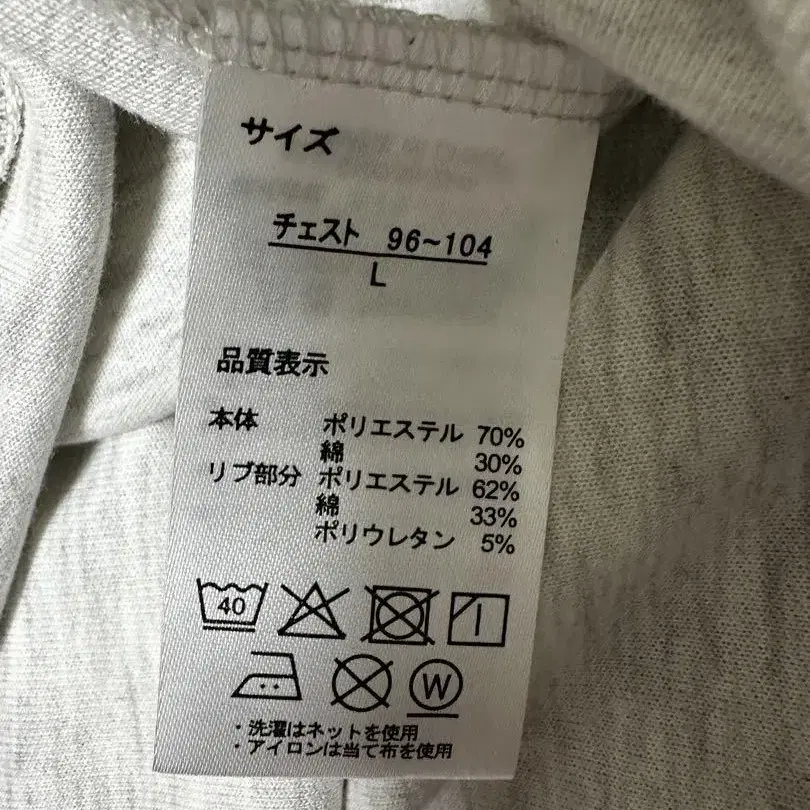 サイズ
チェスト 96~104
L
品質表示
本体 ポリエステル 70%
綿 30%
リブ部分 ポリエステル 62%
綿 33%
ポリウレタン 5%
40
W
・洗濯はネットを使用
・アイロンは当て布を使用